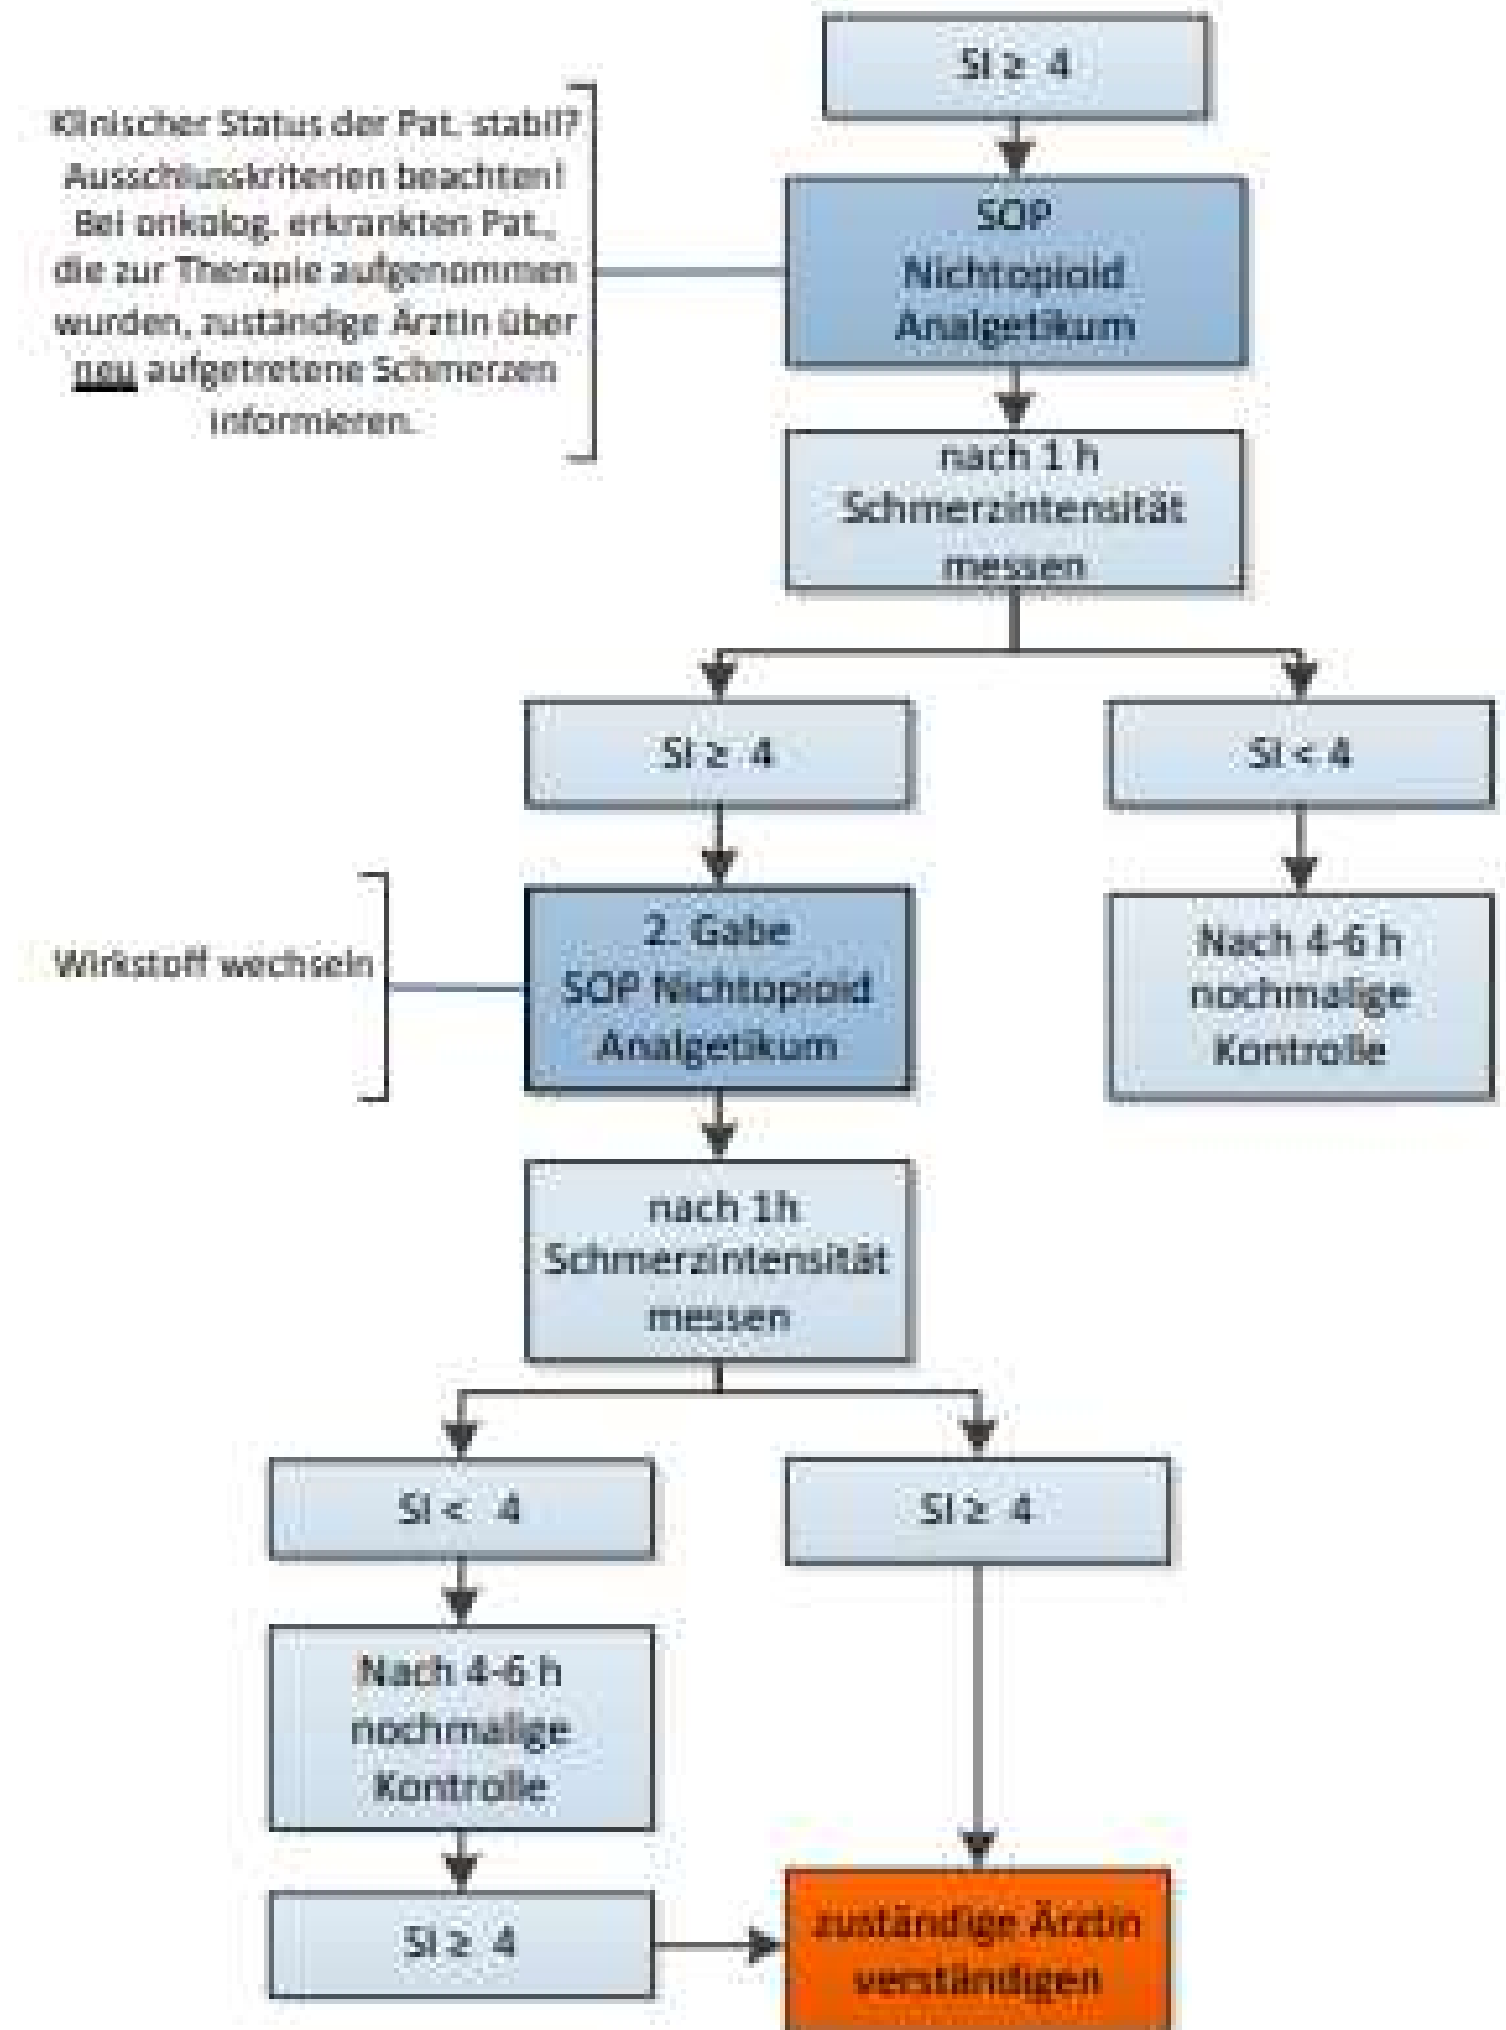 SI ≥ 4
Klinischer Status der Pat. stabil?
Ausschlusskriterien beachten!
Bei onkolog. erkrankten Pat.,
die zur Therapie aufgenommen
wurden, zuständige Ärztin über
neu aufgetretene Schmerzen
informieren.
SOP
Nichtopioid
Analgetikum
nach 1 h
Schmerzintensität
messen
SI ≥ 4
SI < 4
Wirkstoff wechseln
2. Gabe
SOP Nichtopioid
Analgetikum
Nach 4-6 h
nochmalige
Kontrolle
nach 1h
Schmerzintensität
messen
SI < 4
SI ≥ 4
Nach 4-6 h
nochmalige
Kontrolle
SI ≥ 4
zuständige Ärztin
verständigen